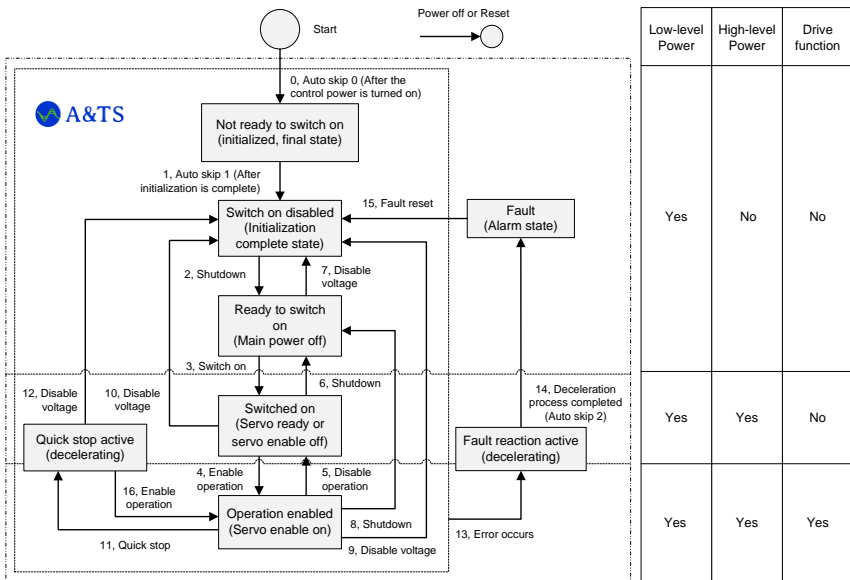 Start
Power off or Reset
0, Auto skip 0 (After the
control power is turned on)
A&TS
Not ready to switch on
(initialized, final state)
1, Auto skip 1 (After
initialization is complete)
Switch on disabled
(Initialization
complete state)
15, Fault reset
Fault
(Alarm state)
2, Shutdown
7, Disable
voltage
Ready to switch
on
(Main power off)
3, Switch on
6, Shutdown
12, Disable
voltage
10, Disable
voltage
14, Deceleration
process completed
(Auto skip 2)
Switched on
(Servo ready or
servo enable off)
Quick stop active
(decelerating)
Fault reaction active
(decelerating)
4, Enable
operation
5, Disable
operation
16, Enable
operation
Operation enabled
(Servo enable on)
8, Shutdown
11, Quick stop
9, Disable voltage
13, Error occurs
Low-level
Power
High-level
Power
Drive
function
Yes
No
No
Yes
Yes
No
Yes
Yes
Yes